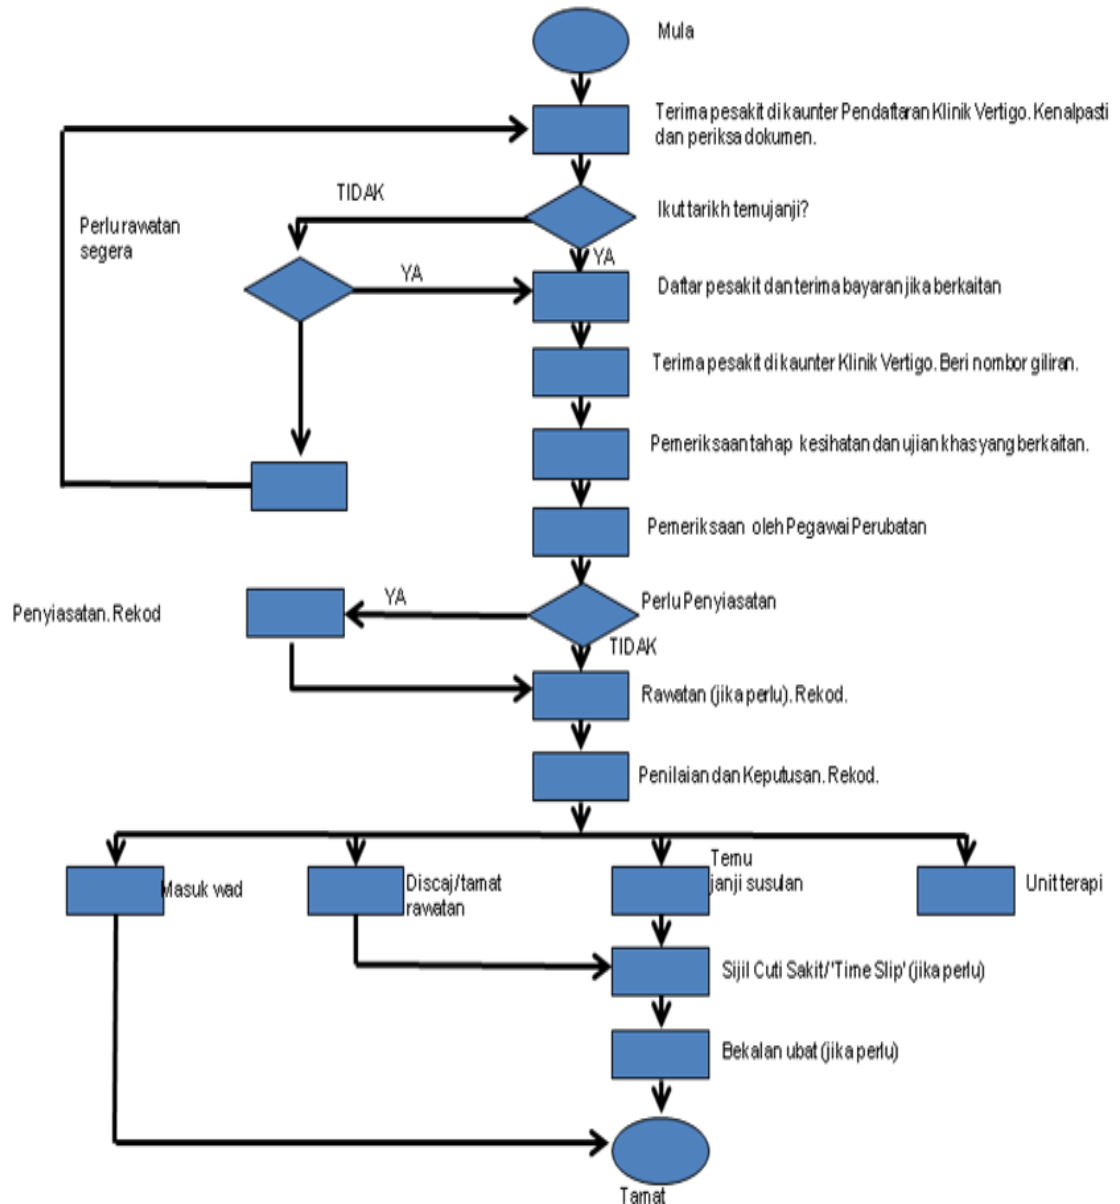 Mula
Terima pesakit di kaunter Pendaftaran Klinik Vertigo. Kenalpasti
dan periksa dokumen.
TIDAK
Ikut tarikh temujanji?
Perlu rawatan
segera
YA
YA
Daftar pesakit dan terima bayaran jika berkaitan
Terima pesakit di kaunter Klinik Vertigo. Beri nombor giliran.
Pemeriksaan tahap kesihatan dan ujian khas yang berkaitan.
Pemeriksaan oleh Pegawai Perubatan
Penyiasatan. Rekod
YA
Perlu Penyiasatan
TIDAK
Rawatan (jika perlu). Rekod.
Penilaian dan Keputusan. Rekod.
Masuk wad
Discaj/tamat
rawatan
Temu
janji susulan
Unit terapi
Sijil Cuti Sakit/'Time Slip' (jika perlu)
Bekalan ubat (jika perlu)
Tamat